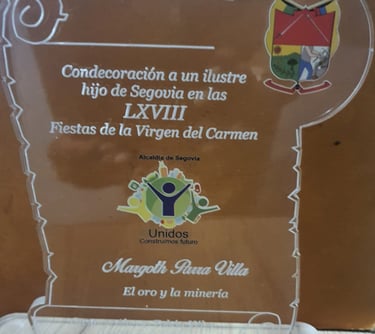 Condecoración a un ilustre
hijo de Segovia en las
LXVIII
Fiestas de la Virgen del Carmen
Alcaldía de Segovia
Unidos
Construimos futuro
Margoth Parra Villa
El oro y la minería